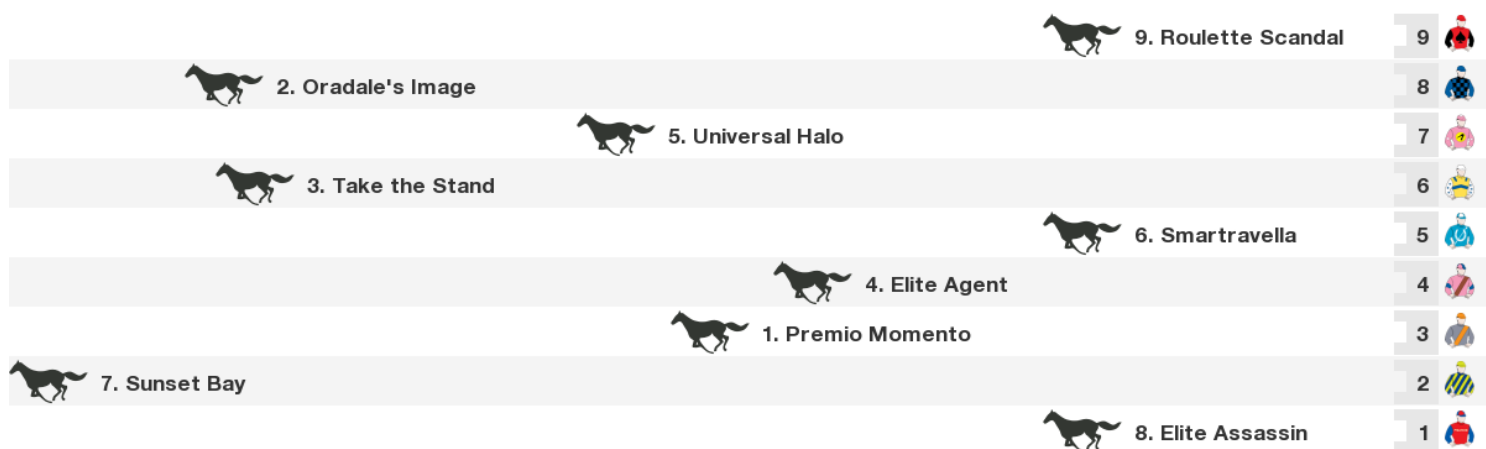 9. Roulette Scandal 9
2. Oradale's Image 8
5. Universal Halo 7
3. Take the Stand 6
6. Smartravella 5
4. Elite Agent 4
1. Premio Momento 3
7. Sunset Bay 2
8. Elite Assassin 1